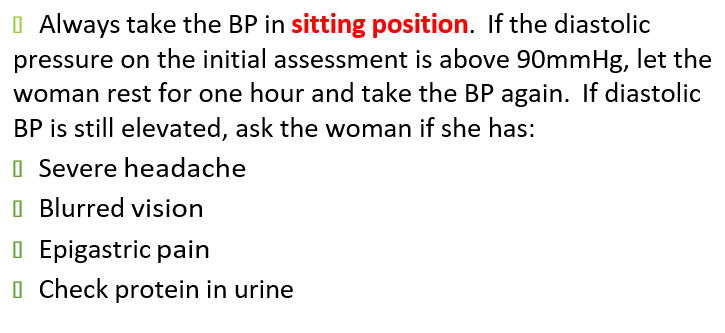 Always take the BP in sitting position. If the diastolic
pressure on the initial assessment is above 90mmHg, let the
woman rest for one hour and take the BP again. If diastolic
BP is still elevated, ask the woman if she has:
Severe headache
Blurred vision
Epigastric pain
Check protein in urine